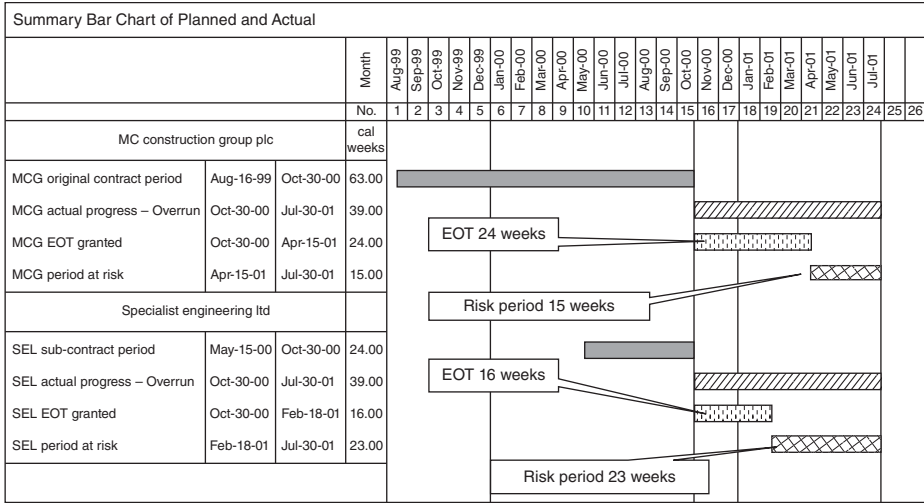 Summary Bar Chart of Planned and Actual
Month Aug-99 Sep-99 Oct-99 Nov-99 Dec-99 Jan-00 Feb-00 Mar-00 Apr-00 May-00 Jun-00 Jul-00 Aug-00 Sep-00 Oct-00 Nov-00 Dec-00 Jan-01 Feb-01 Mar-01 Apr-01 May-01 Jun-01 Jul-01
No. 1 2 3 4 5 6 7 8 9 10 11 12 13 14 15 16 17 18 19 20 21 22 23 24 25 26
MC construction group plc
cal
weeks
MCG original contract period Aug-16-99 Oct-30-00 63.00
MCG actual progress – Overrun Oct-30-00 Jul-30-01 39.00
MCG EOT granted Oct-30-00 Apr-15-01 24.00
EOT 24 weeks
MCG period at risk Apr-15-01 Jul-30-01 15.00
Risk period 15 weeks
Specialist engineering ltd
SEL sub-contract period May-15-00 Oct-30-00 24.00
SEL actual progress – Overrun Oct-30-00 Jul-30-01 39.00
EOT 16 weeks
SEL EOT granted Oct-30-00 Feb-18-01 16.00
SEL period at risk Feb-18-01 Jul-30-01 23.00
Risk period 23 weeks